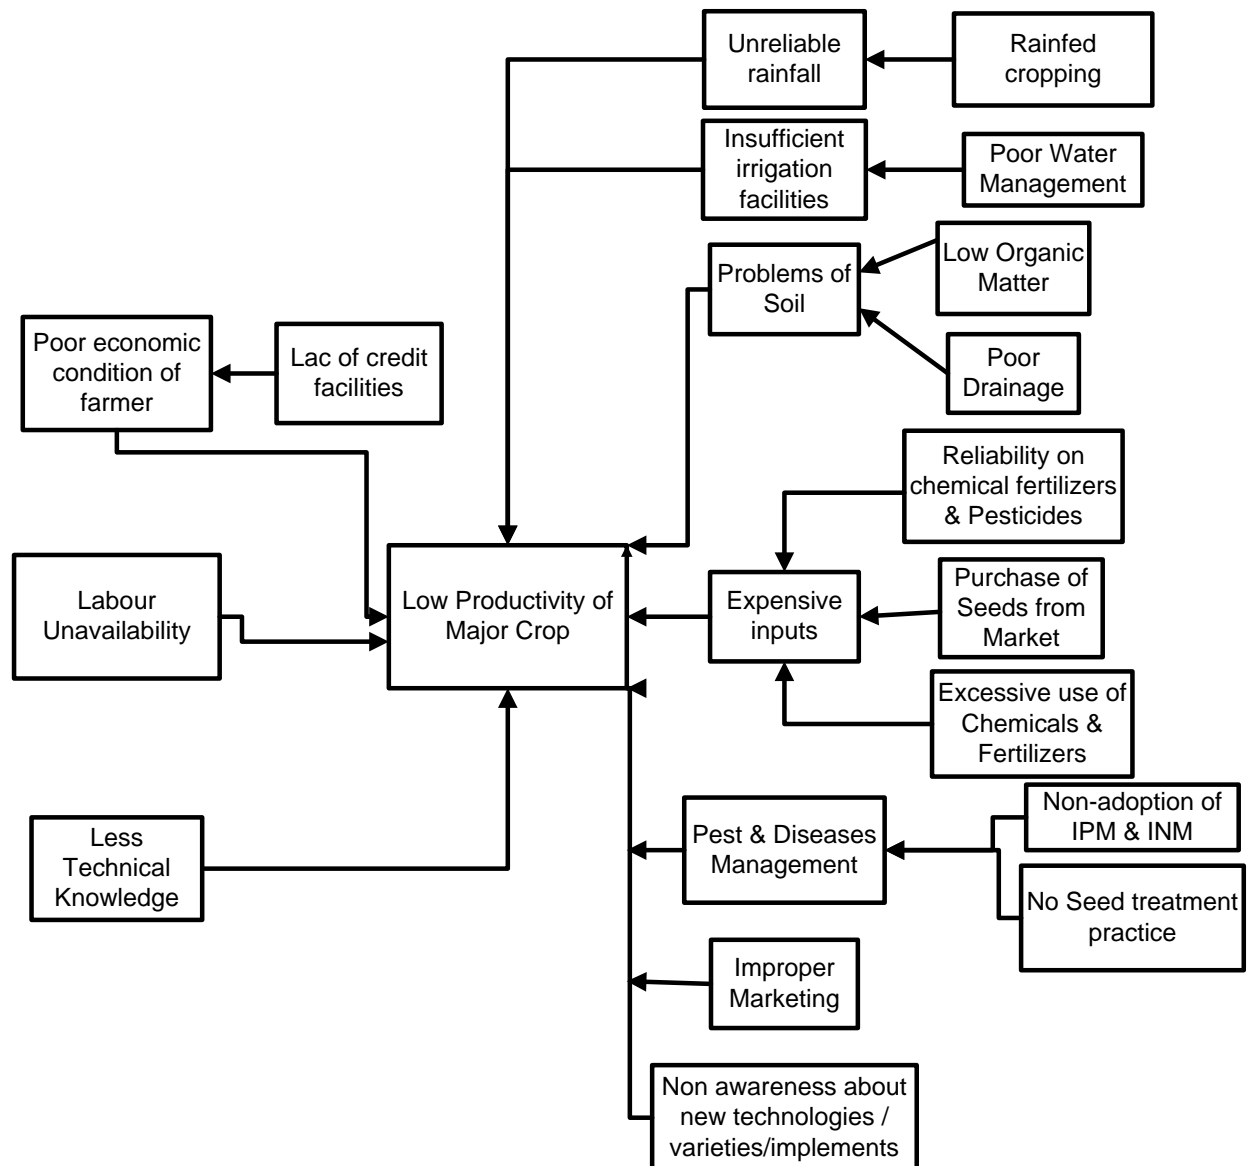 Unreliable
rainfall
Rainfed
cropping
Insufficient
irrigation
facilities
Poor Water
Management
Problems of
Soil
Low Organic
Matter
Poor
Drainage
Poor economic
condition of
farmer
Lac of credit
facilities
Reliability on
chemical fertilizers
& Pesticides
Labour
Unavailability
Low Productivity of
Major Crop
Expensive
inputs
Purchase of
Seeds from
Market
Excessive use of
Chemicals &
Fertilizers
Less
Technical
Knowledge
Pest & Diseases
Management
Non-adoption of
IPM & INM
No Seed treatment
practice
Improper
Marketing
Non awareness about
new technologies /
varieties/implements